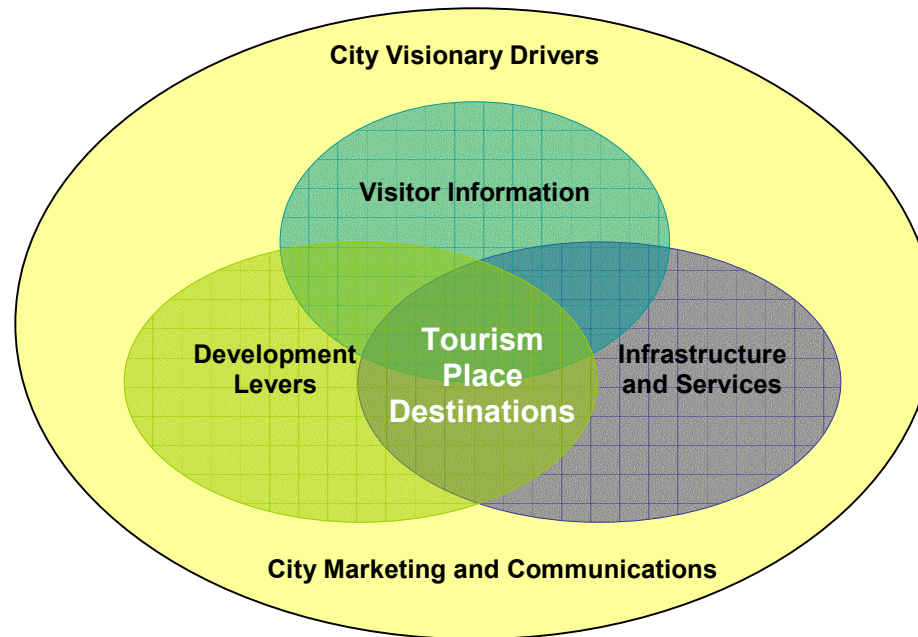 City Visionary Drivers
Visitor Information
Development
Levers
Tourism
Place
Destinations
Infrastructure
and Services
City Marketing and Communications